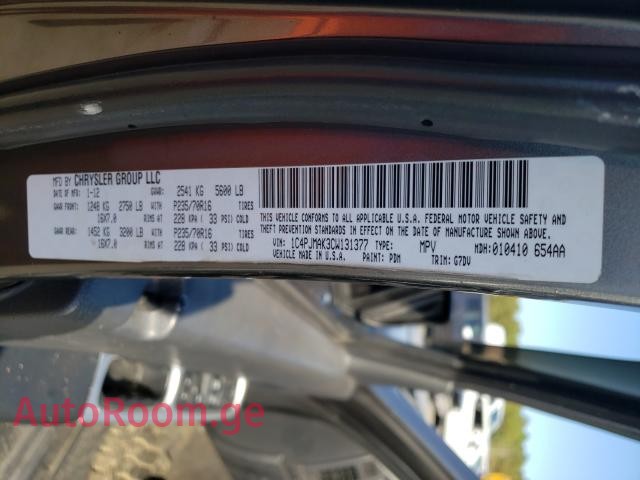 MFD BY CHRYSLER GROUP LLC
DATE OF MFR 1-12 GVWR: 2541 KG 5600 LB
GAWR FRONT 1248 KG 2750 LB P235/70R16 TIRES
16X7.0 RIMS AT 228 KPA ( 33 PSI) COLD
GAWR REAR: 1452 KG 3200 LB P235/70R16 TIRES
16X7.0 RIMS AT 228 KPA ( 33 PSI) COLD
THIS VEHICLE CONFORMS TO ALL APPLICABLE U.S.A. FEDERAL MOTOR VEHICLE SAFETY AND
THEFT PREVENTION STANDARDS IN EFFECT ON THE DATE OF MANUFACTURE SHOWN ABOVE.
VIN: 1C4PJMAK3CW131377 TYPE: MPV MDH: 010410 654AA
VEHICLE MADE IN U.S.A. PAINT: PDM TRIM: G7DV
AutoRoom.ge